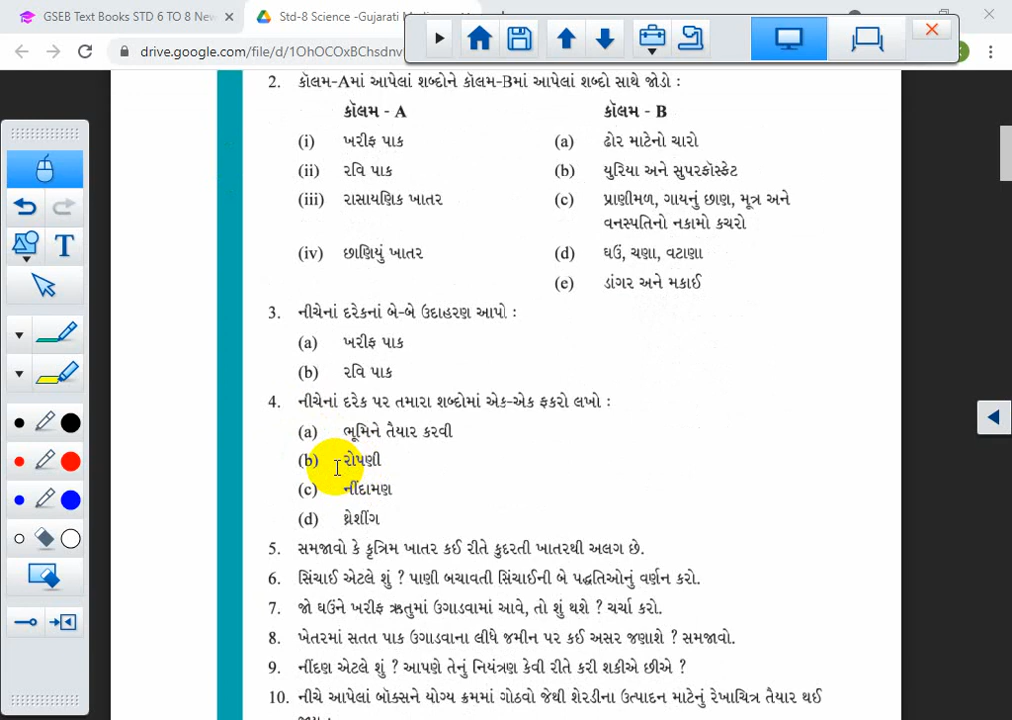 GSEB Text Books STD 6 TO 8 New
Std-8 Science -Gujarati Medium
drive.google.com/file/d/1OhOCOxBChsdnv
2. કૉલમ-Aમાં આપેલાં શબ્દોને કૉલમ-Bમાં આપેલાં શબ્દો સાથે જોડો :
કૉલમ - A કૉલમ - B
(i) ખરીફ પાક (a) ઢોર માટેનો ચારો
(ii) રવિ પાક (b) યુરિયા અને સુપરફૉસ્ફેટ
(iii) રાસાયણિક ખાતર (c) પ્રાણીમળ, ગાયનું છાણ, મૂત્ર અને
વનસ્પતિનો નકામો કચરો
(iv) છાણિયું ખાતર (d) ઘઉં, ચણા, વટાણા
(e) ડાંગર અને મકાઈ
3. નીચેનાં દરેકનાં બે-બે ઉદાહરણ આપો :
(a) ખરીફ પાક
(b) રવિ પાક
4. નીચેનાં દરેક પર તમારા શબ્દોમાં એક-એક ફકરો લખો :
(a) ભૂમિને તૈયાર કરવી
(b) રોપણી
(c) નીંદામણ
(d) થ્રેશીંગ
5. સમજાવો કે કૃત્રિમ ખાતર કઈ રીતે કુદરતી ખાતરથી અલગ છે.
6. સિંચાઈ એટલે શું ? પાણી બચાવતી સિંચાઈની બે પદ્ધતિઓનું વર્ણન કરો.
7. જો ઘઉંને ખરીફ ઋતુમાં ઉગાડવામાં આવે, તો શું થશે ? ચર્ચા કરો.
8. ખેતરમાં સતત પાક ઉગાડવાના લીધે જમીન પર કઈ અસર જણાશે ? સમજાવો.
9. નીંદણ એટલે શું ? આપણે તેનું નિયંત્રણ કેવી રીતે કરી શકીએ છીએ ?
10. નીચે આપેલાં બૉક્સને યોગ્ય ક્રમમાં ગોઠવો જેથી શેરડીના ઉત્પાદન માટેનું રેખાચિત્ર તૈયાર થઈ
T